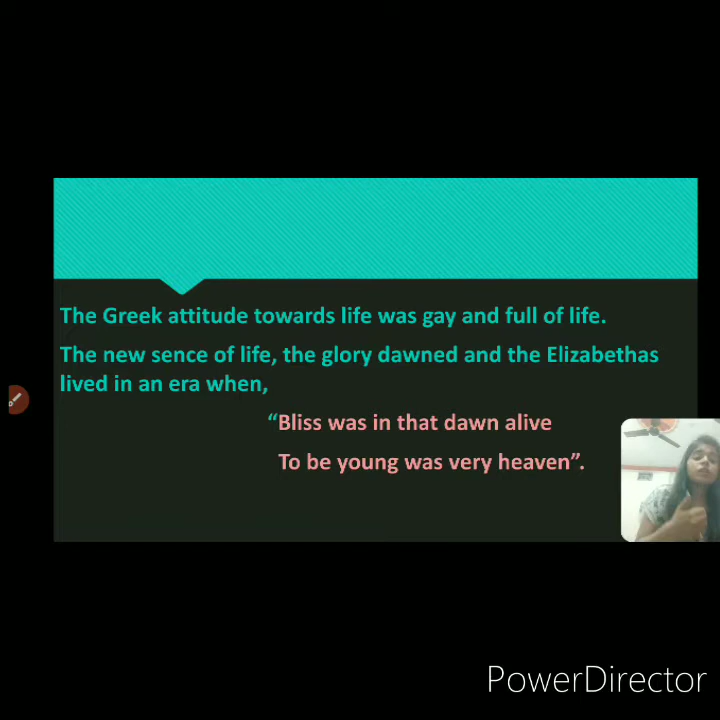 The Greek attitude towards life was gay and full of life.
The new sence of life, the glory dawned and the Elizabethas
lived in an era when,
“Bliss was in that dawn alive
To be young was very heaven”.
PowerDirector